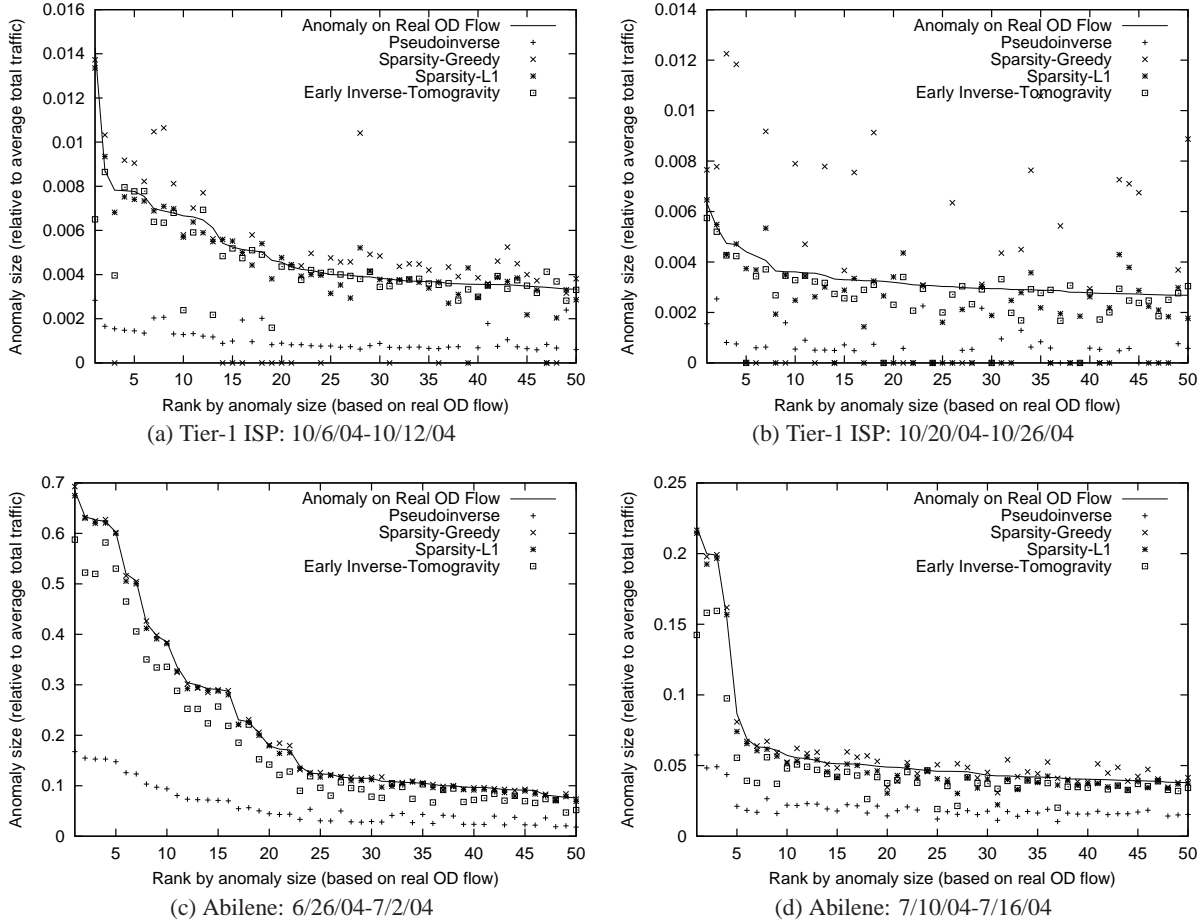 0.016
0.014
0.012
0.01
0.008
0.006
0.004
0.002
0
5 10 15 20 25 30 35 40 45 50
Anomaly size (relative to average total traffic)
Rank by anomaly size (based on real OD flow)
Anomaly on Real OD Flow
Pseudoinverse
Sparsity-Greedy
Sparsity-L1
Early Inverse-Tomogravity
(a) Tier-1 ISP: 10/6/04-10/12/04
0.014
0.012
0.01
0.008
0.006
0.004
0.002
0
5 10 15 20 25 30 35 40 45 50
Anomaly size (relative to average total traffic)
Rank by anomaly size (based on real OD flow)
Anomaly on Real OD Flow
Pseudoinverse
Sparsity-Greedy
Sparsity-L1
Early Inverse-Tomogravity
(b) Tier-1 ISP: 10/20/04-10/26/04
0.7
0.6
0.5
0.4
0.3
0.2
0.1
0
5 10 15 20 25 30 35 40 45 50
Anomaly size (relative to average total traffic)
Rank by anomaly size (based on real OD flow)
Anomaly on Real OD Flow
Pseudoinverse
Sparsity-Greedy
Sparsity-L1
Early Inverse-Tomogravity
(c) Abilene: 6/26/04-7/2/04
0.25
0.2
0.15
0.1
0.05
0
5 10 15 20 25 30 35 40 45 50
Anomaly size (relative to average total traffic)
Rank by anomaly size (based on real OD flow)
Anomaly on Real OD Flow
Pseudoinverse
Sparsity-Greedy
Sparsity-L1
Early Inverse-Tomogravity
(d) Abilene: 7/10/04-7/16/04